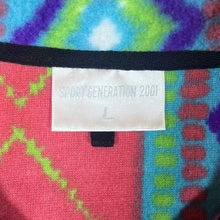 SPORT GENERATION 2001
L